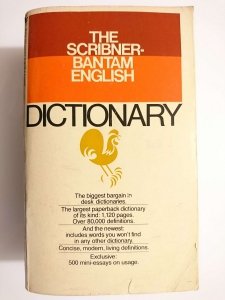 THE
SCRIBNER-
BANTAM
ENGLISH
DICTIONARY
The biggest bargain in
desk dictionaries.
The largest paperback dictionary
of its kind: 1,120 pages.
Over 80,000 definitions.
And the newest:
includes words you won't find
in any other dictionary.
Concise, modern, living definitions.
Exclusive:
500 mini-essays on usage.